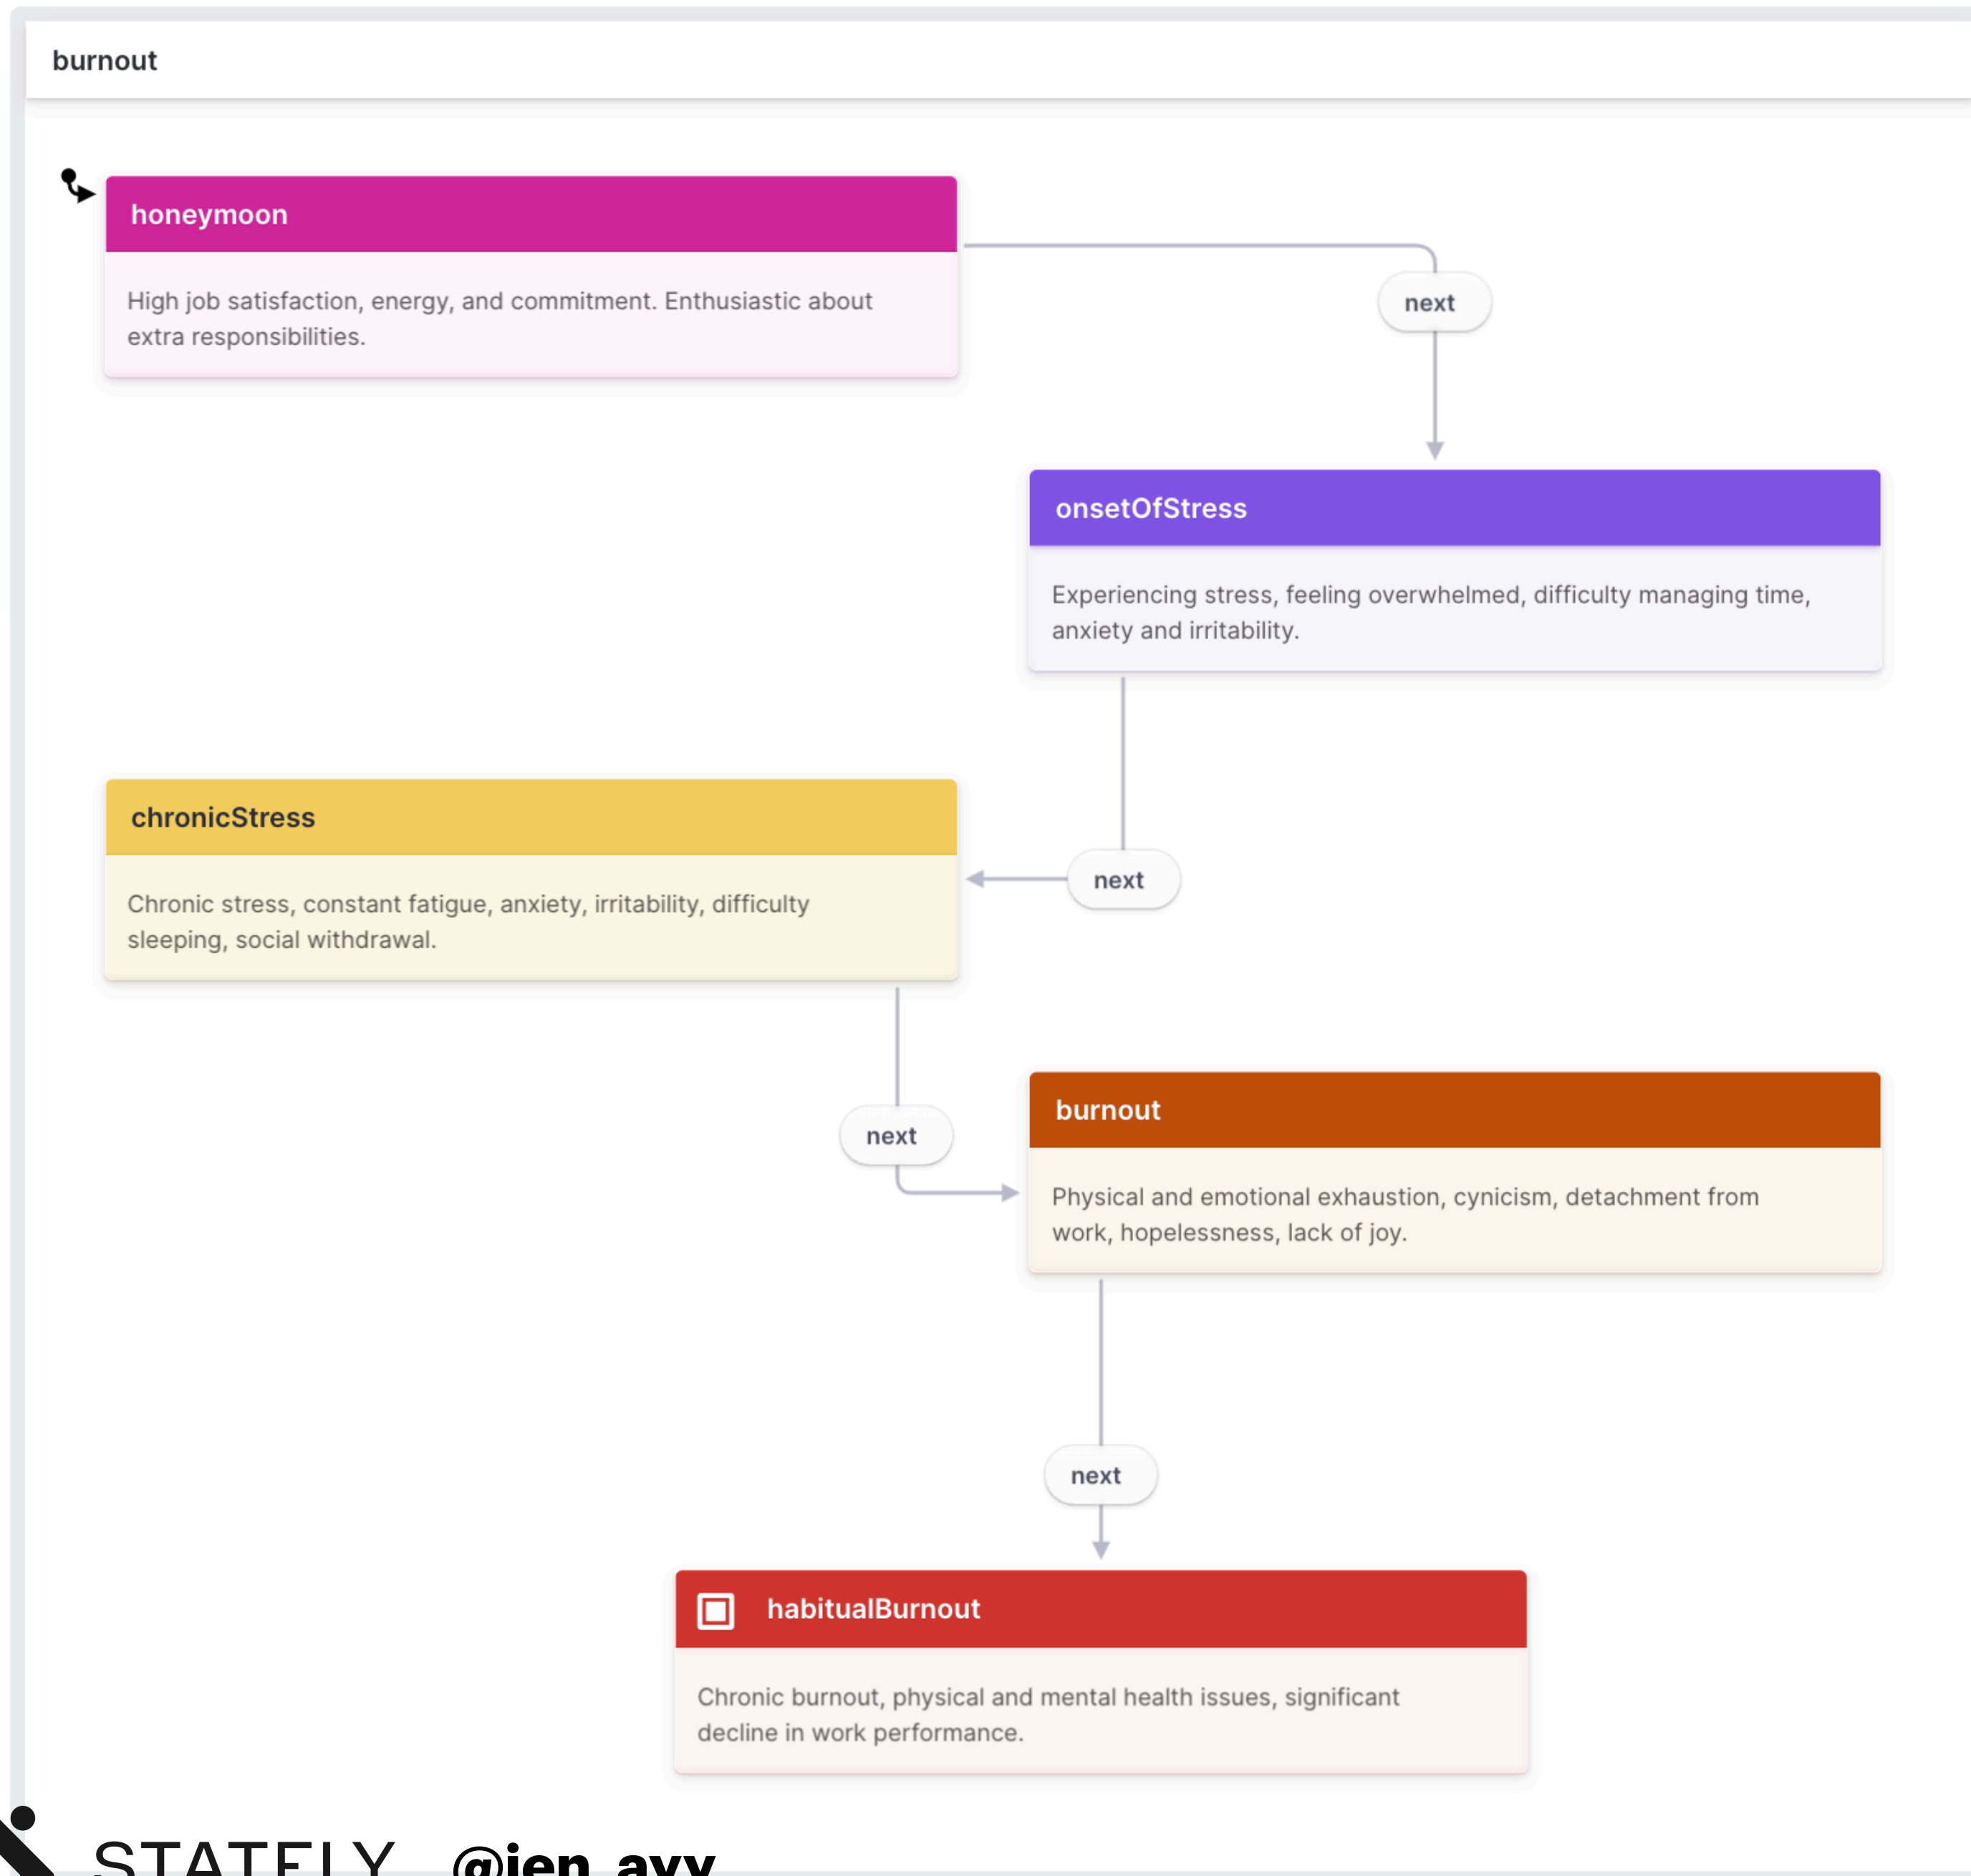 burnout
honeymoon
High job satisfaction, energy, and commitment. Enthusiastic about
extra responsibilities.
next
onsetOfStress
Experiencing stress, feeling overwhelmed, difficulty managing time,
anxiety and irritability.
next
chronicStress
Chronic stress, constant fatigue, anxiety, irritability, difficulty
sleeping, social withdrawal.
next
burnout
Physical and emotional exhaustion, cynicism, detachment from
work, hopelessness, lack of joy.
next
habitualBurnout
Chronic burnout, physical and mental health issues, significant
decline in work performance.
STATELY